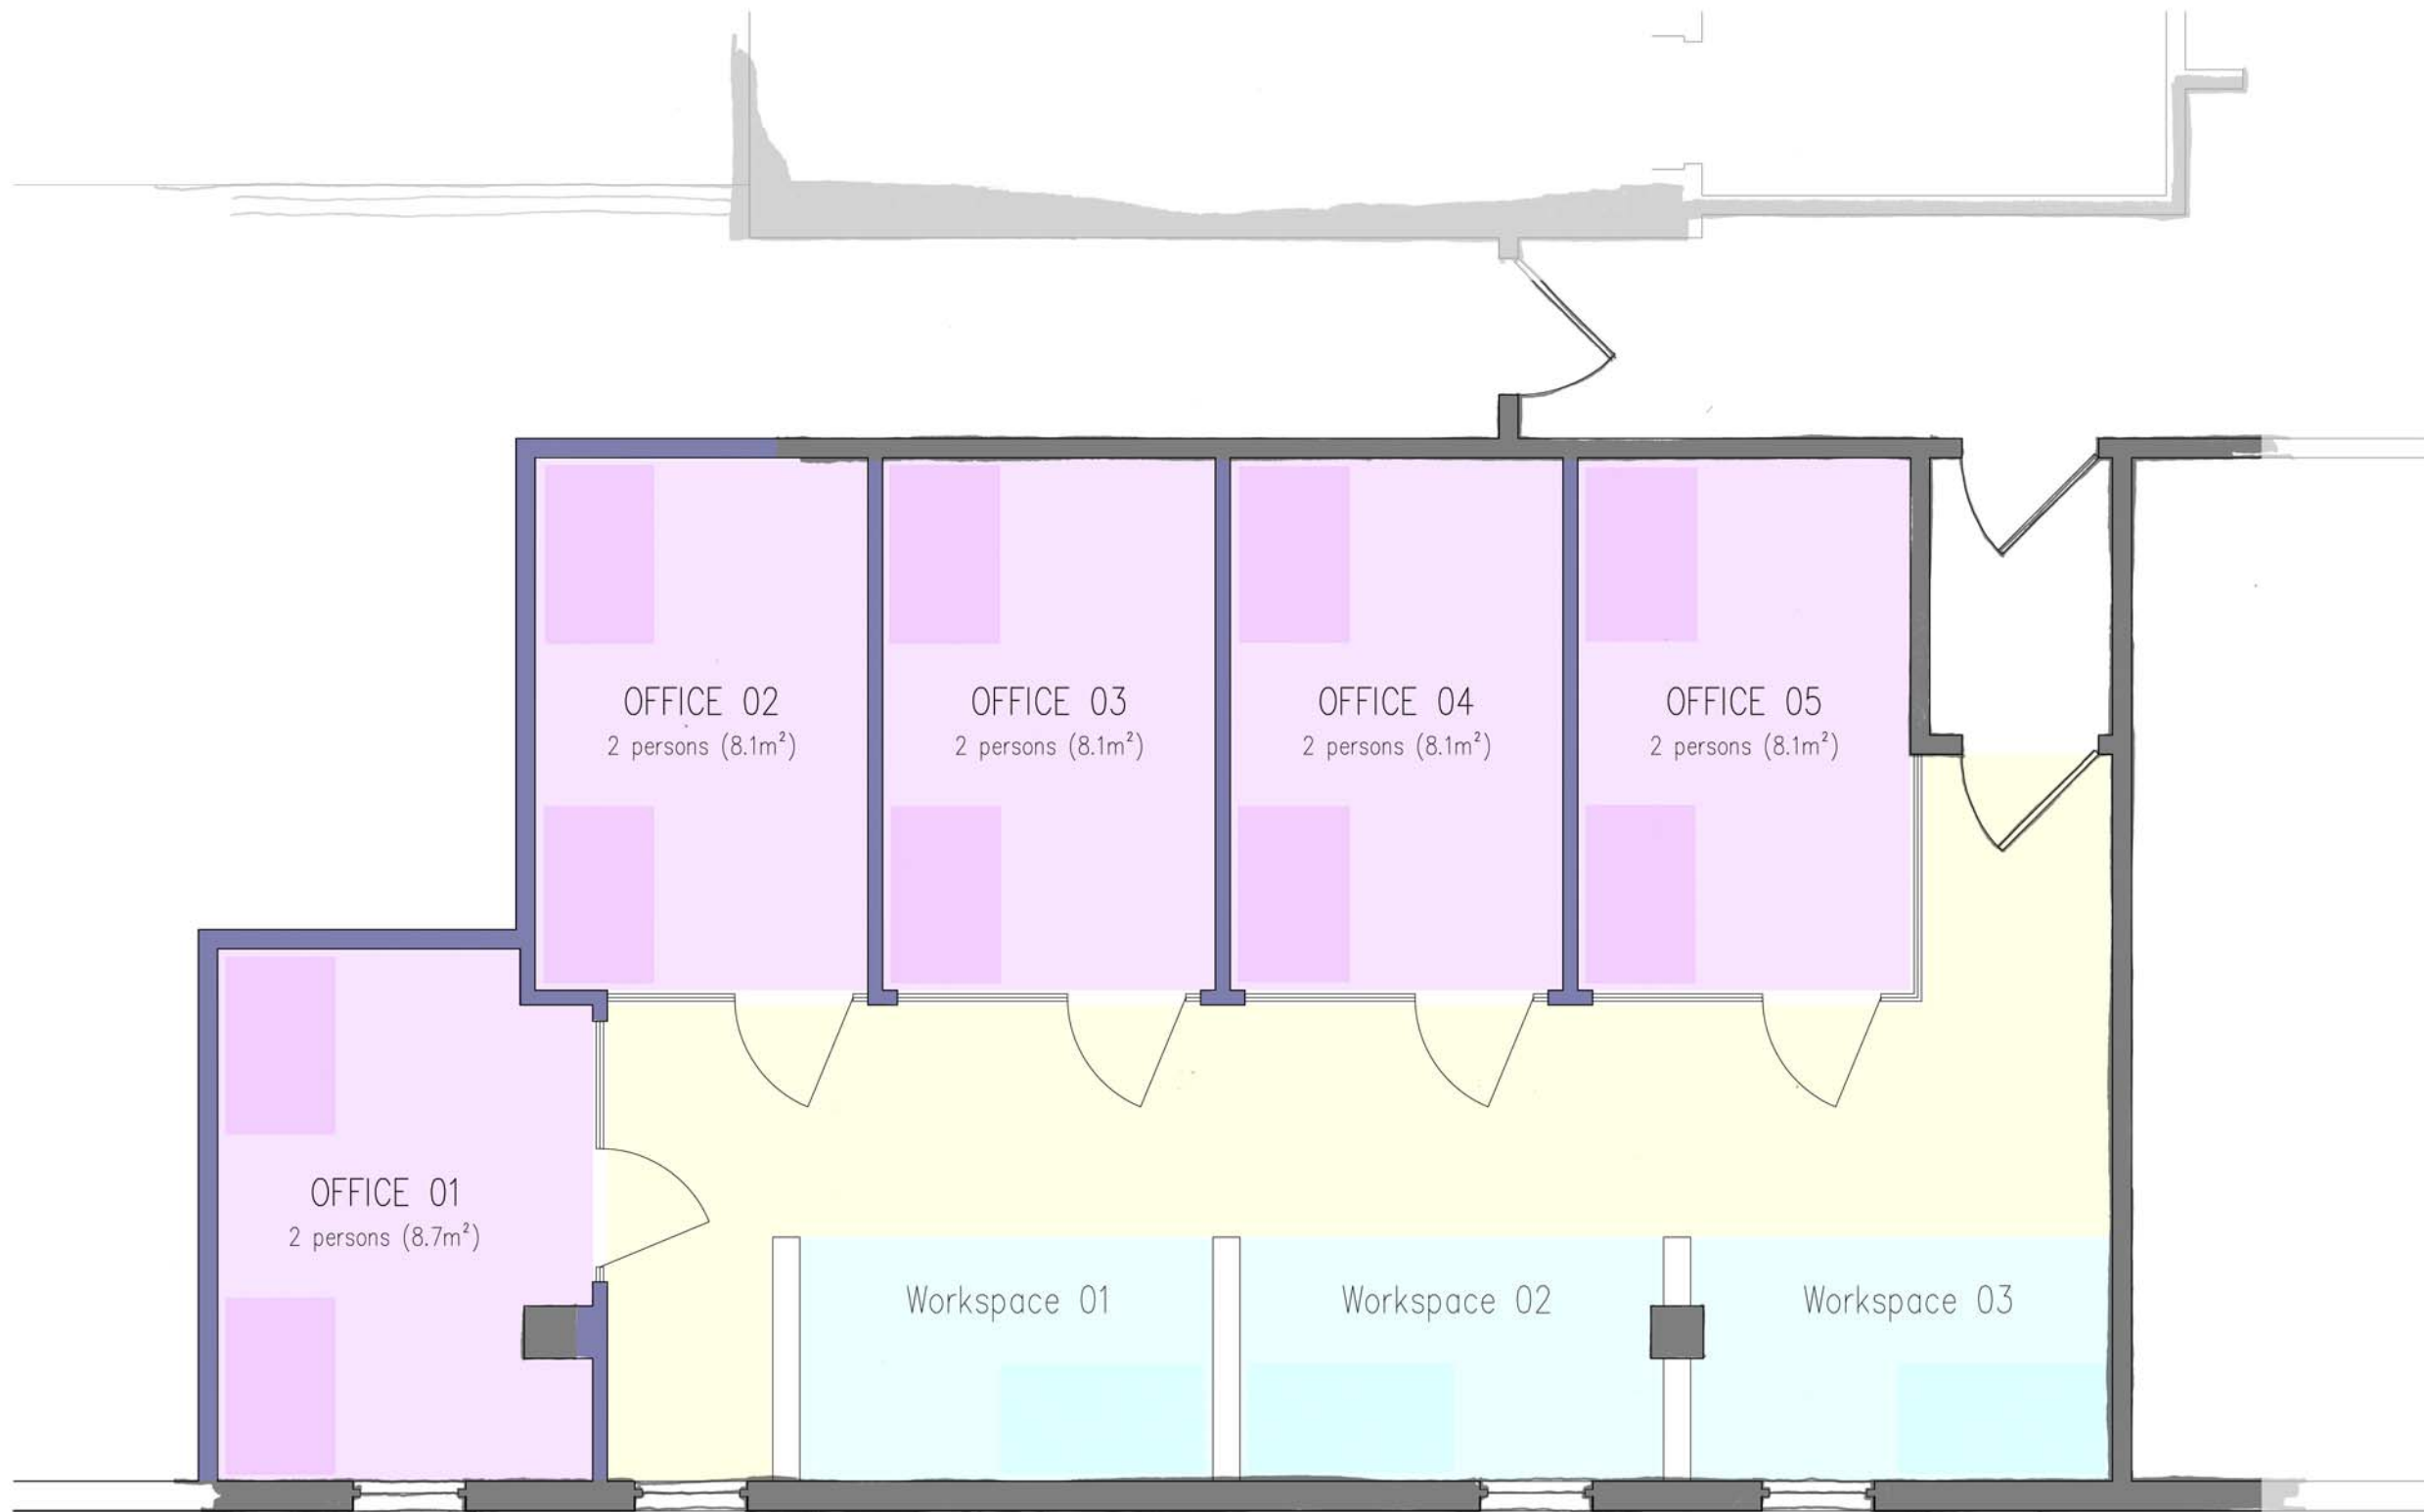 OFFICE 02
2 persons (8.1m²)
OFFICE 03
2 persons (8.1m²)
OFFICE 04
2 persons (8.1m²)
OFFICE 05
2 persons (8.1m²)
OFFICE 01
2 persons (8.7m²)
Workspace 01
Workspace 02
Workspace 03